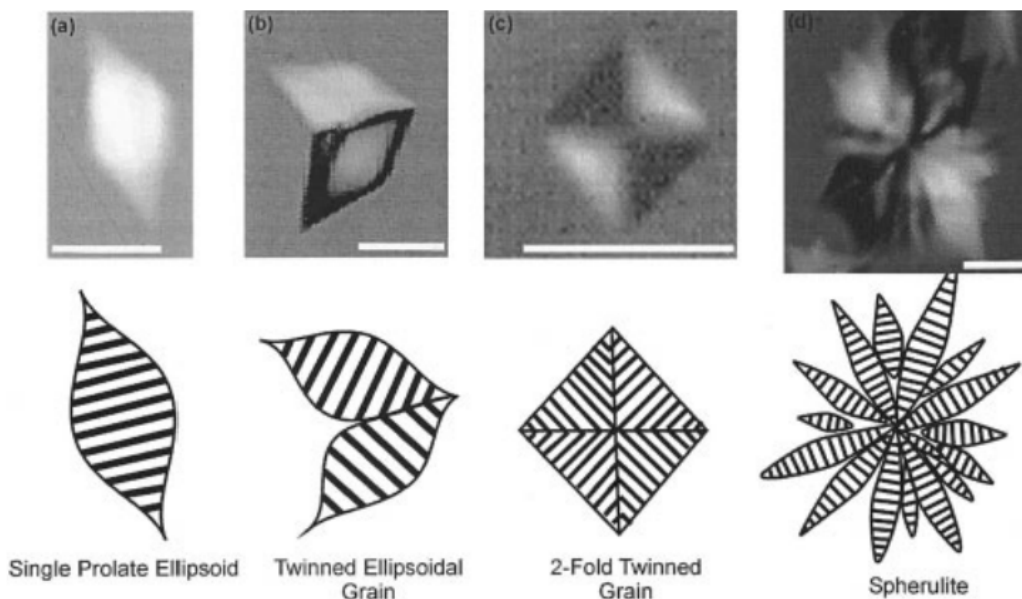 (a)
(b)
(c)
(d)
Single Prolate Ellipsoid
Twinned Ellipsoidal
Grain
2-Fold Twinned
Grain
Spherulite